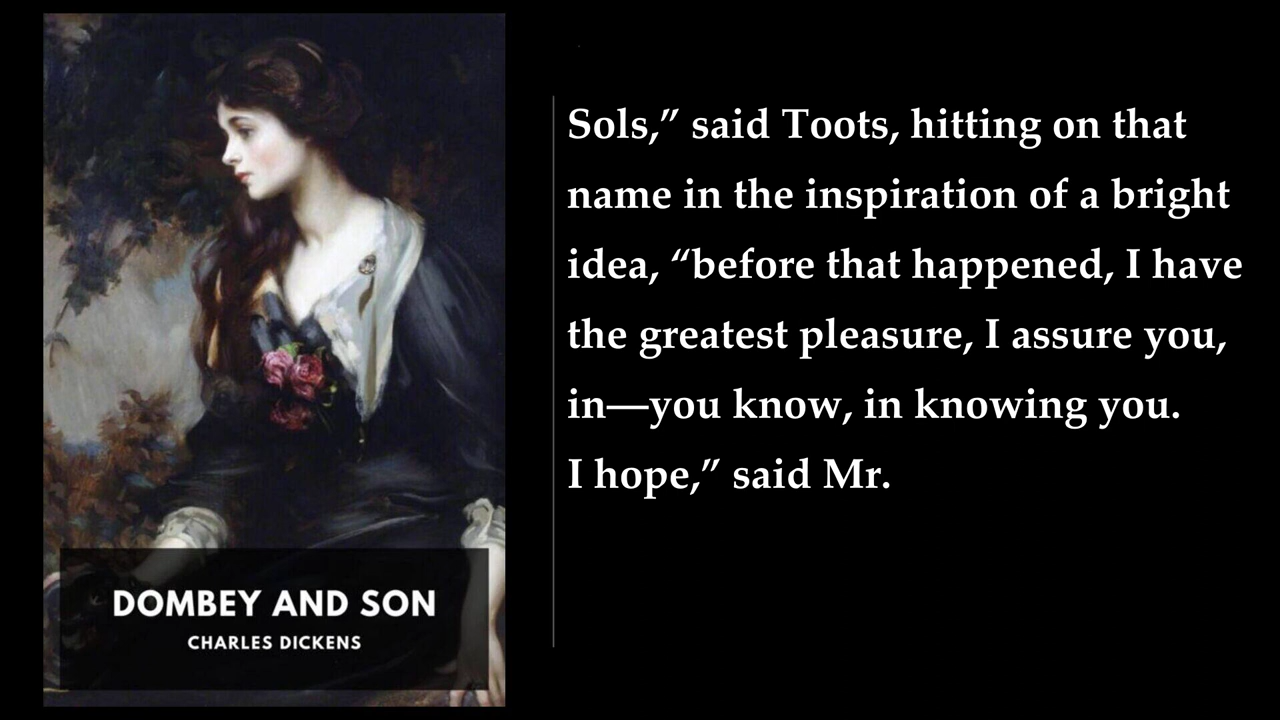 DOMBEY AND SON
CHARLES DICKENS
Sols,” said Toots, hitting on that
name in the inspiration of a bright
idea, “before that happened, I have
the greatest pleasure, I assure you,
in—you know, in knowing you.
I hope,” said Mr.